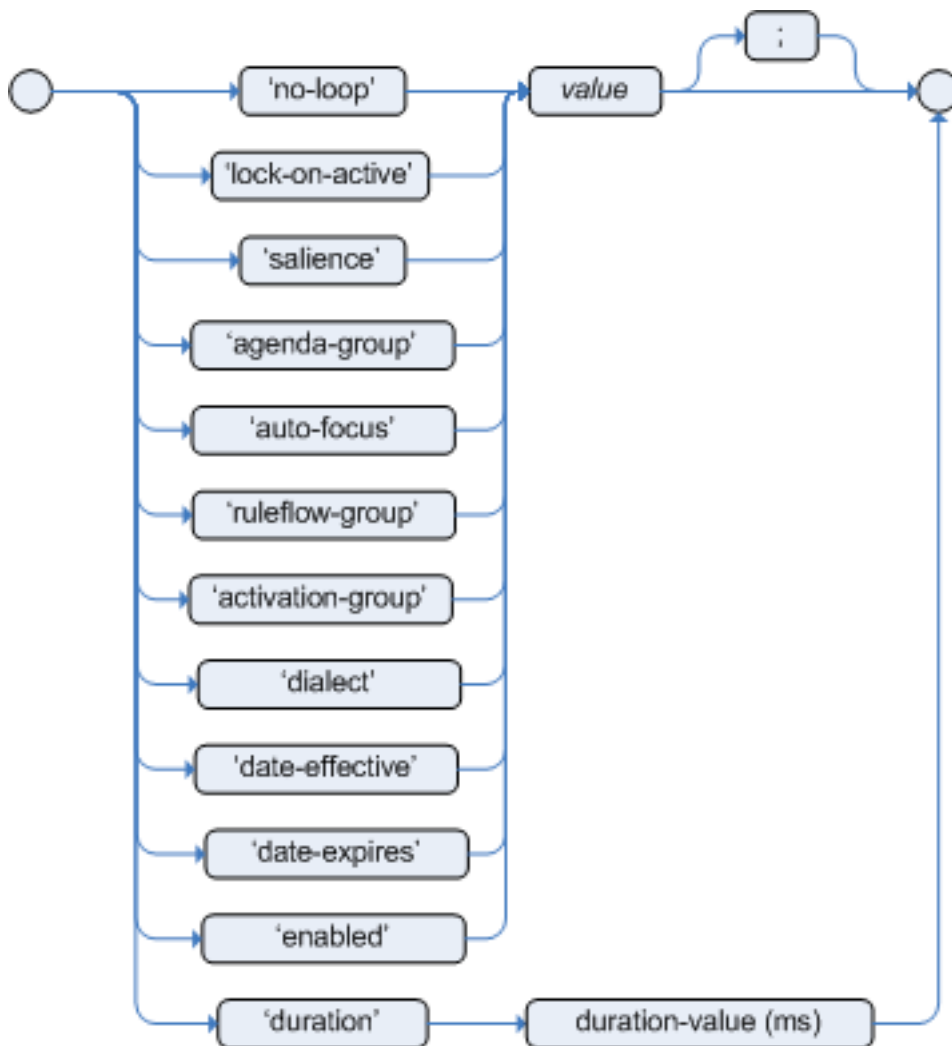 ;
‘no-loop’ value
‘lock-on-active’
‘salience’
‘agenda-group’
‘auto-focus’
‘ruleflow-group’
‘activation-group’
‘dialect’
‘date-effective’
‘date-expires’
‘enabled’
‘duration’ duration-value (ms)